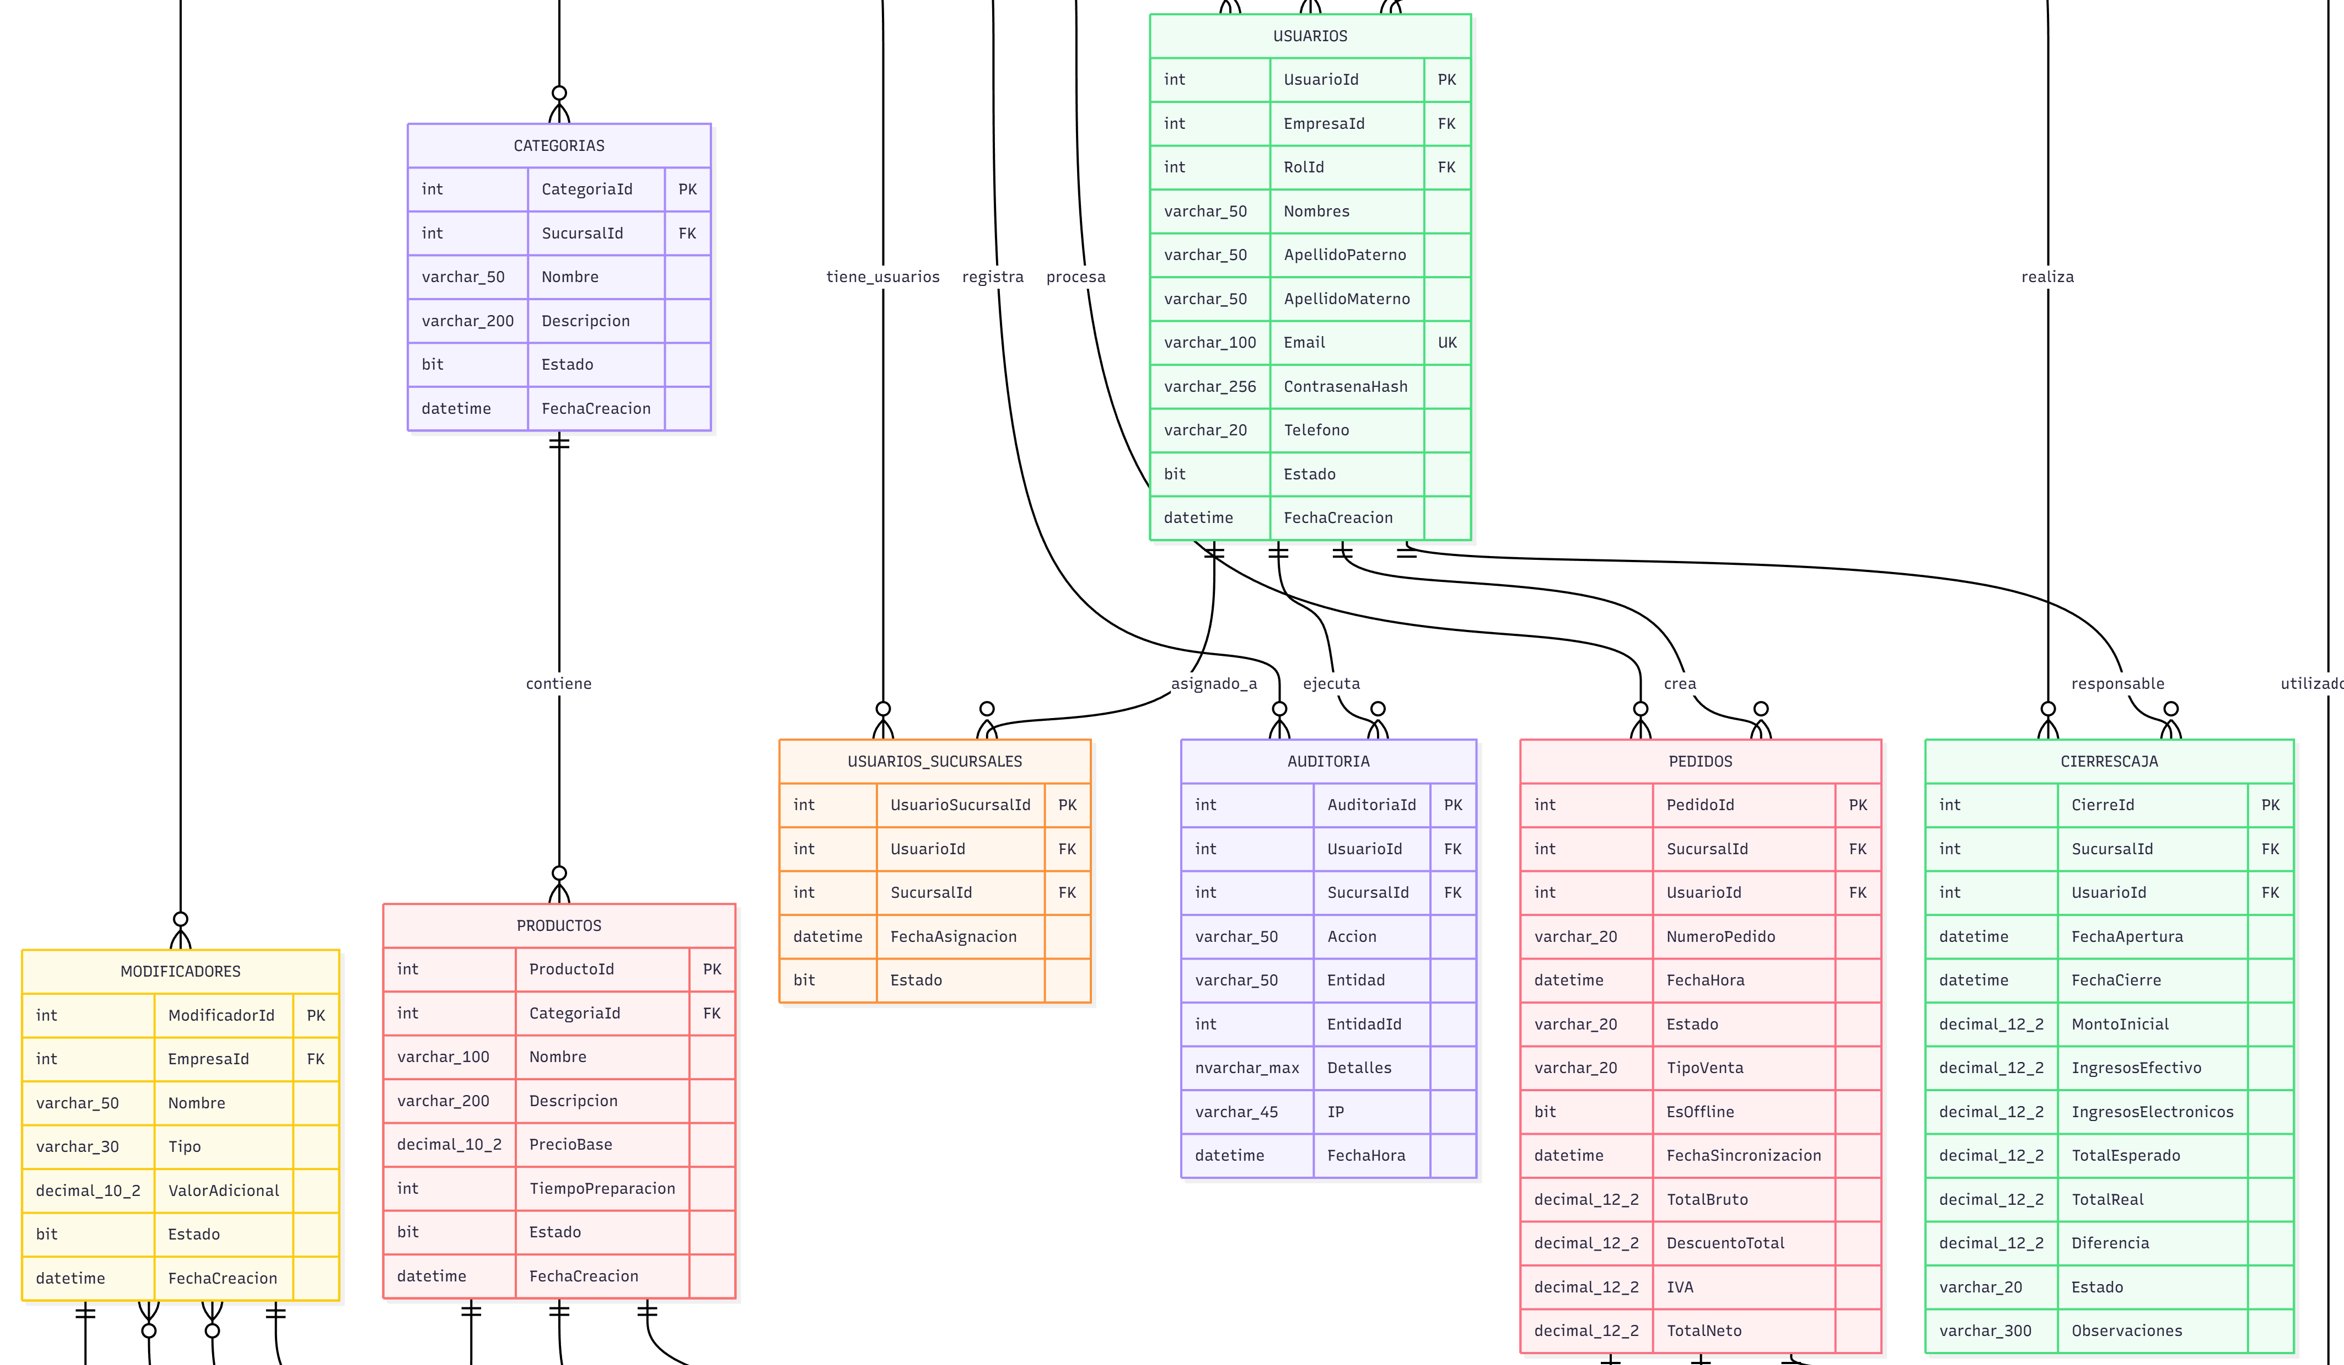 USUARIOS
int UsuarioId PK
int EmpresaId FK
int RolId FK
varchar_50 Nombres
varchar_50 ApellidoPaterno
varchar_50 ApellidoMaterno
varchar_100 Email UK
varchar_256 ContrasenaHash
varchar_20 Telefono
bit Estado
datetime FechaCreacion
CATEGORIAS
int CategoriaId PK
int SucursalId FK
varchar_50 Nombre
varchar_200 Descripcion
bit Estado
datetime FechaCreacion
tiene_usuarios
registra
procesa
realiza
contiene
asignado_a
ejecuta
crea
responsable
USUARIOS_SUCURSALES
int UsuarioSucursalId PK
int UsuarioId FK
int SucursalId FK
datetime FechaAsignacion
bit Estado
AUDITORIA
int AuditoriaId PK
int UsuarioId FK
int SucursalId FK
varchar_50 Accion
varchar_50 Entidad
int EntidadId
nvarchar_max Detalles
varchar_45 IP
datetime FechaHora
PEDIDOS
int PedidoId PK
int SucursalId FK
int UsuarioId FK
varchar_20 NumeroPedido
datetime FechaHora
varchar_20 Estado
varchar_20 TipoVenta
bit EsOffline
datetime FechaSincronizacion
decimal_12_2 TotalBruto
decimal_12_2 DescuentoTotal
decimal_12_2 IVA
decimal_12_2 TotalNeto
CIERRESCAJA
int CierreId PK
int SucursalId FK
int UsuarioId FK
datetime FechaApertura
datetime FechaCierre
decimal_12_2 MontoInicial
decimal_12_2 IngresosEfectivo
decimal_12_2 IngresosElectronicos
decimal_12_2 TotalEsperado
decimal_12_2 TotalReal
decimal_12_2 Diferencia
varchar_20 Estado
varchar_300 Observaciones
MODIFICADORES
int ModificadorId PK
int EmpresaId FK
varchar_50 Nombre
varchar_30 Tipo
decimal_10_2 ValorAdicional
bit Estado
datetime FechaCreacion
PRODUCTOS
int ProductoId PK
int CategoriaId FK
varchar_100 Nombre
varchar_200 Descripcion
decimal_10_2 PrecioBase
int TiempoPreparacion
bit Estado
datetime FechaCreacion